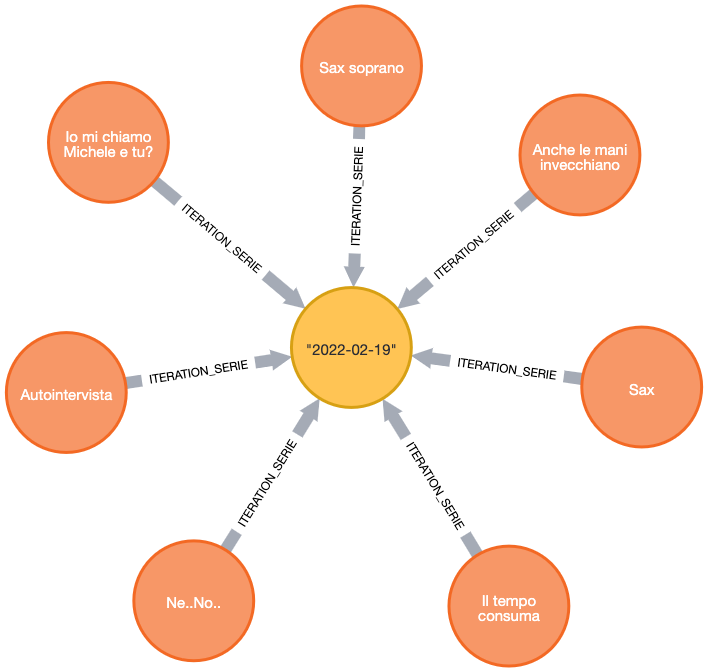 Sax soprano
Io mi chiamo
Michele e tu?
Anche le mani
invecchiano
ITERATION_SERIE
ITERATION_SERIE
ITERATION_SERIE
"2022-02-19"
Autointervista
ITERATION_SERIE
ITERATION_SERIE
Sax
ITERATION_SERIE
ITERATION_SERIE
Ne..No..
Il tempo
consuma